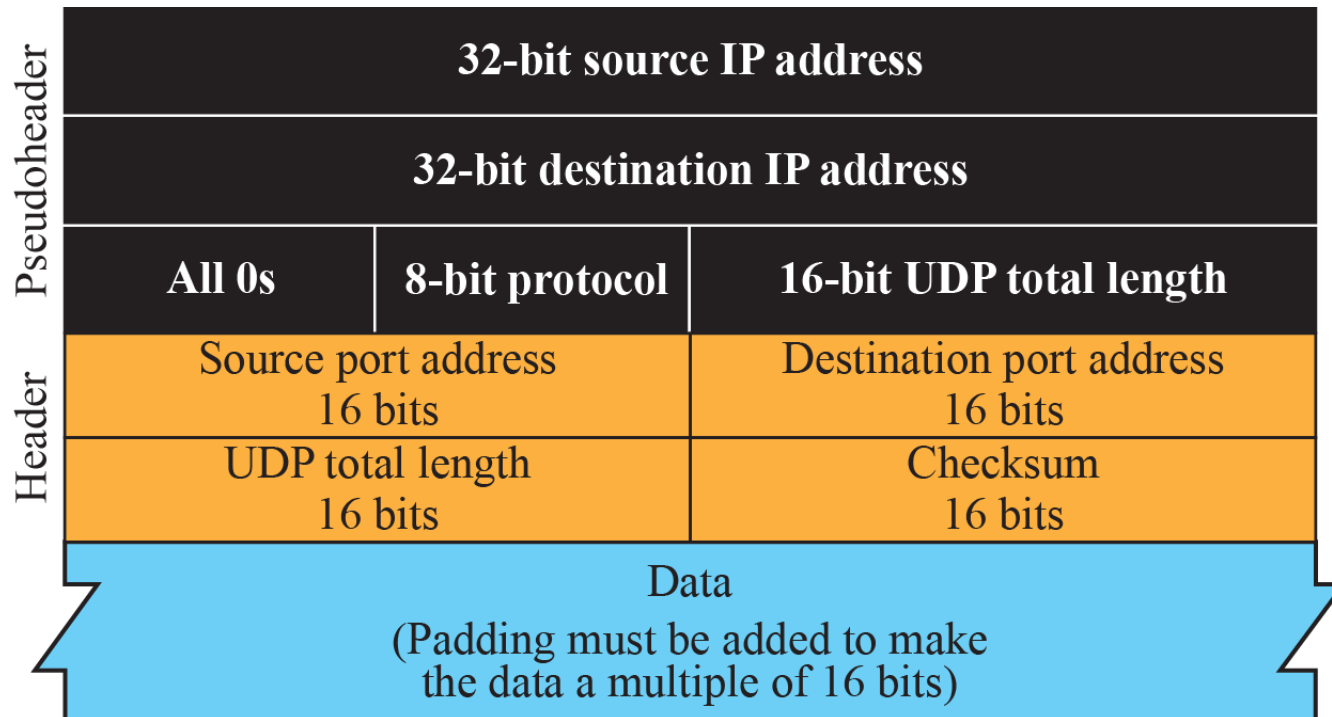 Pseudoheader
32-bit source IP address
32-bit destination IP address
All 0s
8-bit protocol
16-bit UDP total length
Header
Source port address
16 bits
Destination port address
16 bits
UDP total length
16 bits
Checksum
16 bits
Data
(Padding must be added to make
the data a multiple of 16 bits)